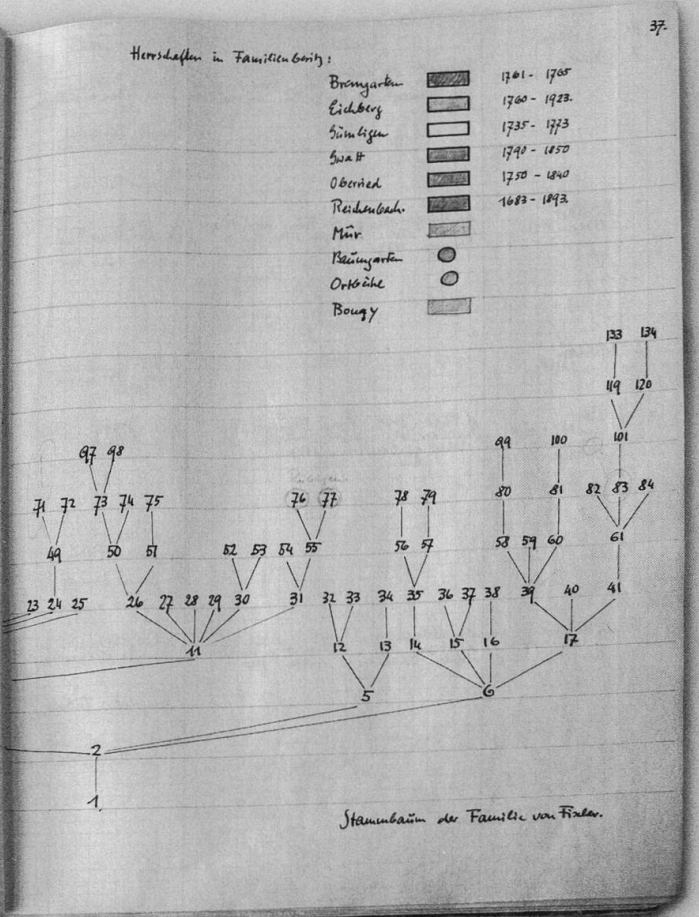 37.
Herrschaften in Familienbesitz:
Bremgarten 1761 - 1765
Eichberg 1760 - 1923.
Gümligen 1735 - 1773
Gwatt 1790 - 1850
Oberried 1750 - 1840
Reichenbach. 1683 - 1893.
Mür.
Baumgarten
Ortbühl
Bougy
133 134
119 120
97 98 99 100 101
71 72 73 74 75 76 77 78 79 80 81 82 83 84
49 50 51 52 53 54 55 56 57 58 59 60 61
23 24 25 26 27 28 29 30 31 32 33 34 35 36 37 38 39 40 41
11 12 13 14 15 16 17
5 6
2
1.
Stammbaum der Familie von Fischer.